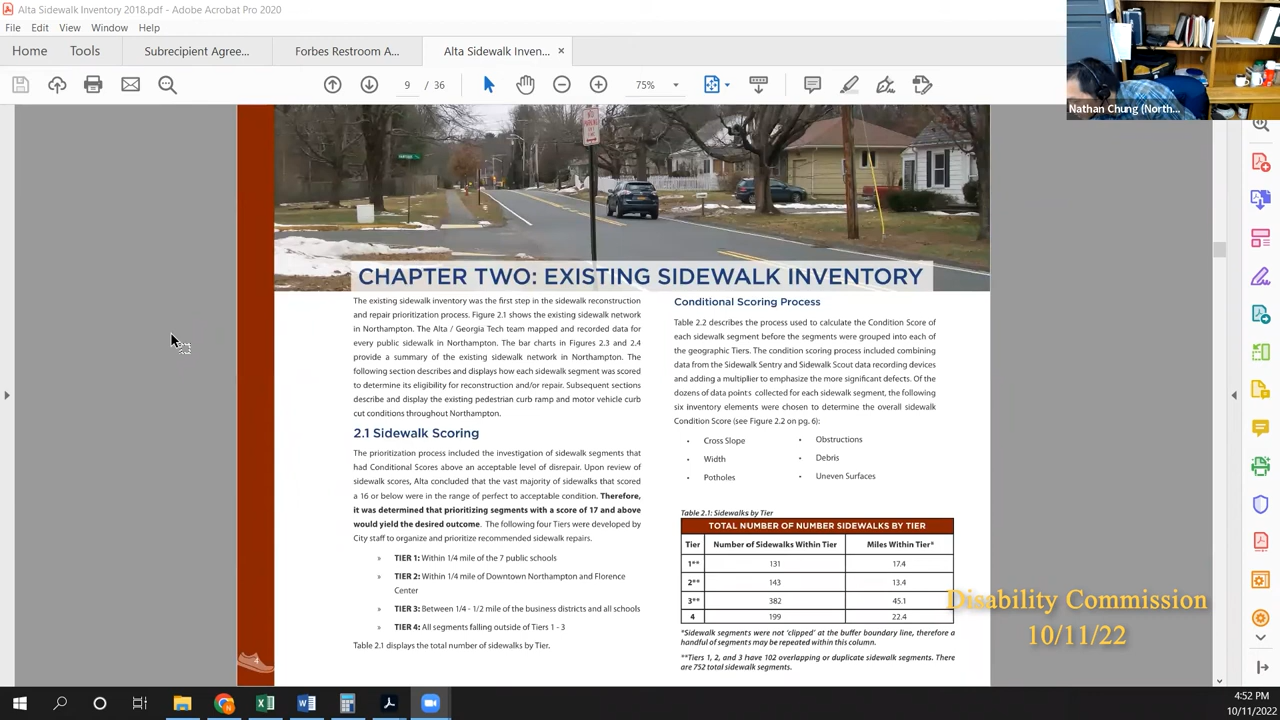 Alta Sidewalk Inventory 2018.pdf - Adobe Acrobat Pro 2020
File Edit View Window Help
Home Tools Subrecipient Agree... Forbes Restroom A... Alta Sidewalk Inven... ×
9 / 36 75%
Nathan Chung (North...
CHAPTER TWO: EXISTING SIDEWALK INVENTORY
The existing sidewalk inventory was the first step in the sidewalk reconstruction
and repair prioritization process. Figure 2.1 shows the existing sidewalk network
in Northampton. The Alta / Georgia Tech team mapped and recorded data for
every public sidewalk in Northampton. The bar charts in Figures 2.3 and 2.4
provide a summary of the existing sidewalk network in Northampton. The
following section describes and displays how each sidewalk segment was scored
to determine its eligibility for reconstruction and/or repair. Subsequent sections
describe and display the existing pedestrian curb ramp and motor vehicle curb
cut conditions throughout Northampton.
2.1 Sidewalk Scoring
The prioritization process included the investigation of sidewalk segments that
had Conditional Scores above an acceptable level of disrepair. Upon review of
sidewalk scores, Alta concluded that the vast majority of sidewalks that scored
a 16 or below were in the range of perfect to acceptable condition. Therefore,
it was determined that prioritizing segments with a score of 17 and above
would yield the desired outcome. The following four Tiers were developed by
City staff to organize and prioritize recommended sidewalk repairs.
» TIER 1: Within 1/4 mile of the 7 public schools
» TIER 2: Within 1/4 mile of Downtown Northampton and Florence
Center
» TIER 3: Between 1/4 - 1/2 mile of the business districts and all schools
» TIER 4: All segments falling outside of Tiers 1 - 3
Table 2.1 displays the total number of sidewalks by Tier.
4
Conditional Scoring Process
Table 2.2 describes the process used to calculate the Condition Score of
each sidewalk segment before the segments were grouped into each of
the geographic Tiers. The condition scoring process included combining
data from the Sidewalk Sentry and Sidewalk Scout data recording devices
and adding a multiplier to emphasize the more significant defects. Of the
dozens of data points collected for each sidewalk segment, the following
six inventory elements were chosen to determine the overall sidewalk
Condition Score (see Figure 2.2 on pg. 6):
• Cross Slope • Obstructions
• Width • Debris
• Potholes • Uneven Surfaces
Table 2.1: Sidewalks by Tier
TOTAL NUMBER OF NUMBER SIDEWALKS BY TIER
Tier Number of Sidewalks Within Tier Miles Within Tier*
1** 131 17.4
2** 143 13.4
3** 382 45.1
4 199 22.4
*Sidewalk segments were not 'clipped' at the buffer boundary line, therefore a
handful of segments may be repeated within this column.
**Tiers 1, 2, and 3 have 102 overlapping or duplicate sidewalk segments. There
are 752 total sidewalk segments.
Disability Commission
10/11/22
4:52 PM
10/11/2022